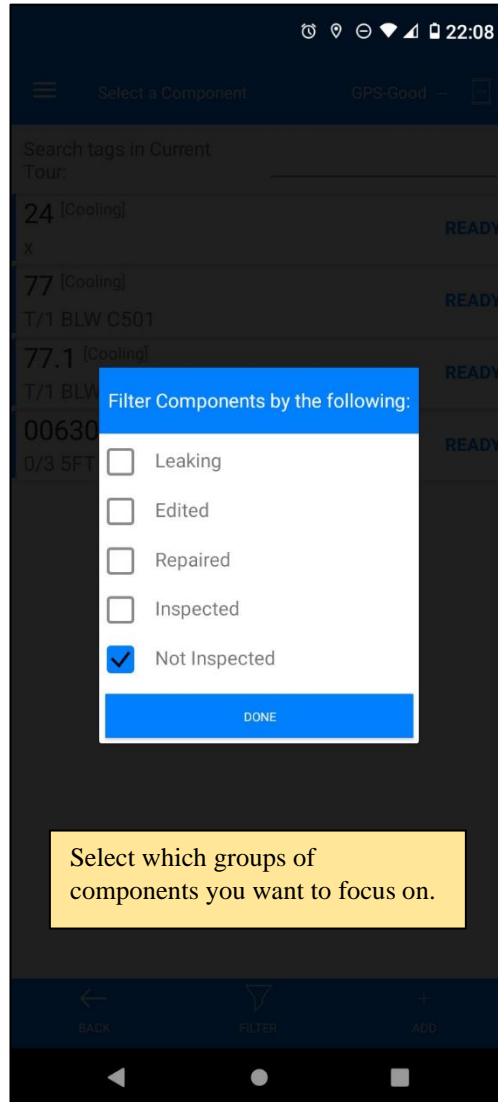 22:08
Select a Component GPS-Good –
Search tags in Current
Tour:
24 [Cooling]
x
READY
77 [Cooling]
T/1 BLW C501
READY
77.1 [Cooling]
T/1 BLW
READY
00630
0/3 5FT
READY
Filter Components by the following:
Leaking
Edited
Repaired
Inspected
Not Inspected
DONE
Select which groups of
components you want to focus on.
BACK FILTER ADD